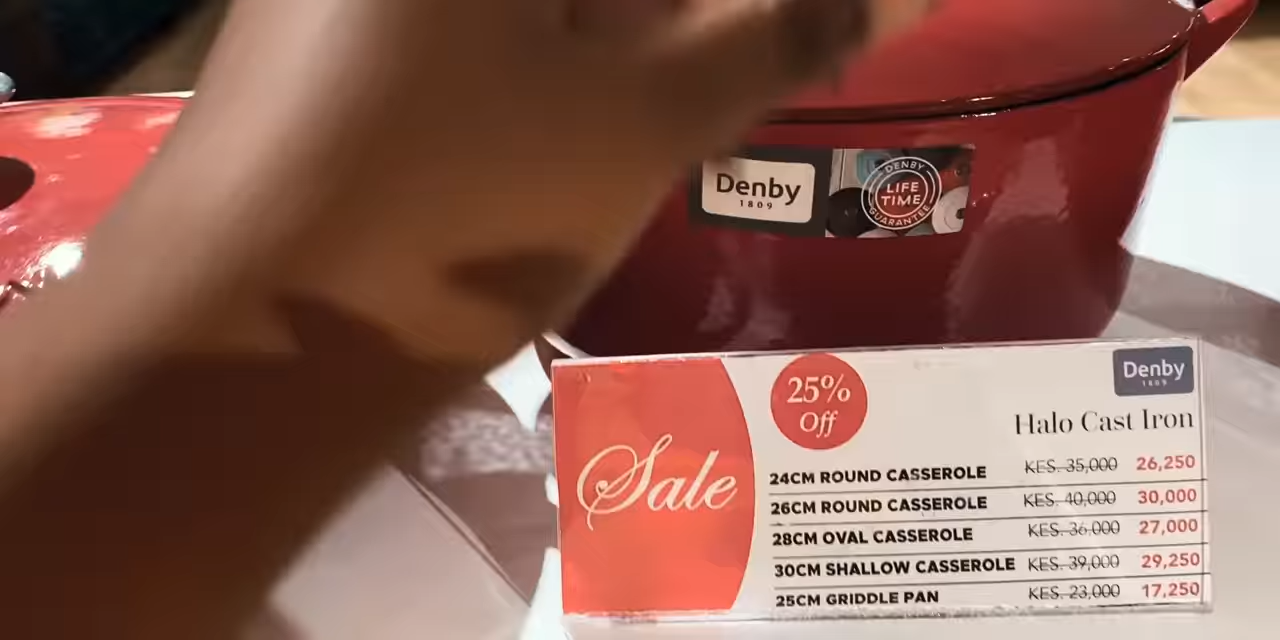 Denby
1809
DENBY
LIFE
TIME
GUARANTEE
Denby
1809
25%
Off
Halo Cast Iron
Sale
24CM ROUND CASSEROLE KES. 35,000 26,250
26CM ROUND CASSEROLE KES. 40,000 30,000
28CM OVAL CASSEROLE KES. 36,000 27,000
30CM SHALLOW CASSEROLE KES. 39,000 29,250
25CM GRIDDLE PAN KES. 23,000 17,250